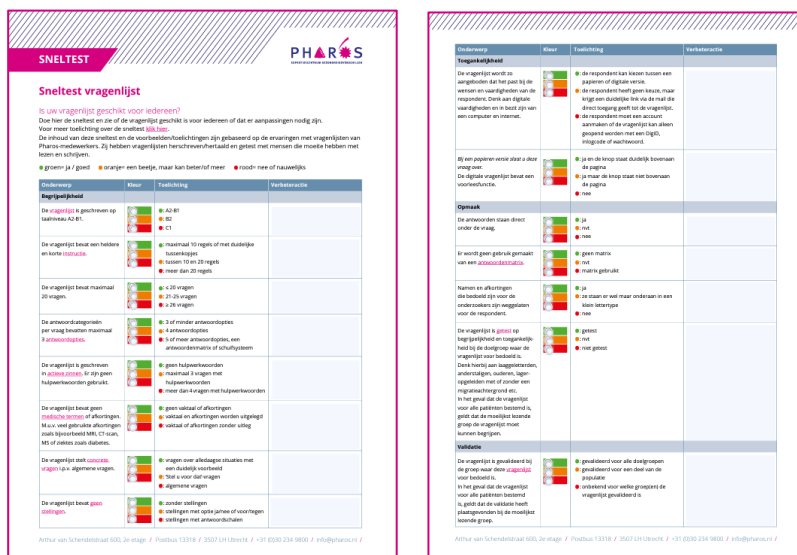 SNELTEST
PHAROS
EXPERTISECENTRUM GEZONDHEIDSVERSCHILLEN
Sneltest vragenlijst
Is uw vragenlijst geschikt voor iedereen?
Doe hier de sneltest en zie of de vragenlijst geschikt is voor iedereen of dat er aanpassingen nodig zijn.
Voor meer toelichting over de sneltest klik hier.
De inhoud van deze sneltest en de voorbeelden/toelichtingen zijn gebaseerd op de ervaringen met vragenlijsten van
Pharos-medewerkers. Zij hebben vragenlijsten herschreven/hertaald en getest met mensen die moeite hebben met
lezen en schrijven.
groen= ja / goed oranje= een beetje, maar kan beter/of meer rood= nee of nauwelijks
Onderwerp Kleur Toelichting Verbeteractie
Begrijpelijkheid
De vragenlijst is geschreven op
taalniveau A2-B1.
: A2-B1
: B2
: C1
De vragenlijst bevat een heldere
en korte instructie.
: maximaal 10 regels of met duidelijke
tussenkopjes
: tussen 10 en 20 regels
: meer dan 20 regels
De vragenlijst bevat maximaal
20 vragen.
: ≤ 20 vragen
: 21-25 vragen
: ≥ 26 vragen
De antwoordcategorieën
per vraag bevatten maximaal
3 antwoordopties.
: 3 of minder antwoordopties
: 4 antwoordopties
: 5 of meer antwoordopties, een
antwoordenmatrix of schuifsysteem
De vragenlijst is geschreven
in actieve zinnen. Er zijn geen
hulpwerkwoorden gebruikt.
: geen hulpwerkwoorden
: maximaal 3 vragen met
hulpwerkwoorden
: meer dan 4 vragen met hulpwerkwoorden
De vragenlijst bevat geen
medische termen of afkortingen.
M.u.v. veel gebruikte afkortingen
zoals bijvoorbeeld MRI, CT-scan,
MS of ziektes zoals diabetes.
: geen vaktaal of afkortingen
: vaktaal en afkortingen worden uitgelegd
: vaktaal of afkortingen zonder uitleg
De vragenlijst stelt concrete
vragen i.p.v. algemene vragen.
: vragen over alledaagse situaties met
een duidelijk voorbeeld
: 'Stel u voor dat' vragen
: algemene vragen
De vragenlijst bevat geen
stellingen.
: zonder stellingen
: stellingen met optie ja/nee of voor/tegen
: stellingen met antwoordschalen
Arthur van Schendelstraat 600, 2e etage / Postbus 13318 / 3507 LH Utrecht / +31 (0)30 234 9800 / info@pharos.nl /
Onderwerp Kleur Toelichting Verbeteractie
Toegankelijkheid
De vragenlijst wordt zo
aangeboden dat het past bij de
wensen en vaardigheden van de
respondent. Denk aan digitale
vaardigheden en in bezit zijn van
een computer en internet.
: de respondent kan kiezen tussen een
papieren of digitale versie.
: de respondent heeft geen keuze, maar
krijgt een duidelijke link via de mail die
direct toegang geeft tot de vragenlijst.
: de respondent moet een account
aanmaken of de vragenlijst kan alleen
geopend worden met een DigiD,
inlogcode of wachtwoord.
Bij een papieren versie slaat u deze
vraag over.
De digitale vragenlijst bevat een
voorleesfunctie.
: ja en de knop staat duidelijk bovenaan
de pagina
: ja maar de knop staat niet bovenaan
de pagina
: nee
Opmaak
De antwoorden staan direct
onder de vraag.
: ja
: nvt
: nee
Er wordt geen gebruik gemaakt
van een antwoordenmatrix.
: geen matrix
: nvt
: matrix gebruikt
Namen en afkortingen
die bedoeld zijn voor de
onderzoekers zijn weggelaten
voor de respondent.
: ja
: ze staan er wel maar onderaan in een
klein lettertype
: nee
De vragenlijst is getest op
begrijpelijkheid en toegankelijk-
heid bij de doelgroep waar de
vragenlijst voor bedoeld is.
Denk hierbij aan laaggeletterden,
anderstaligen, ouderen, lager-
opgeleiden met of zonder een
migratieachtergrond etc.
In het geval dat de vragenlijst
voor alle patiënten bestemd is,
geldt dat de moeilijkst lezende
groep de vragenlijst moet
kunnen begrijpen.
: getest
: nvt
: niet getest
Validatie
De vragenlijst is gevalideerd bij
de groep waar deze vragenlijst
voor bedoeld is.
In het geval dat de vragenlijst
voor alle patiënten bestemd
is, geldt dat de validatie heeft
plaatsgevonden bij de moeilijkst
lezende groep.
: gevalideerd voor alle doelgroepen
: gevalideerd voor een deel van de
populatie
: onbekend voor welke groep(en) de
vragenlijst gevalideerd is
Arthur van Schendelstraat 600, 2e etage / Postbus 13318 / 3507 LH Utrecht / +31 (0)30 234 9800 / info@pharos.nl /